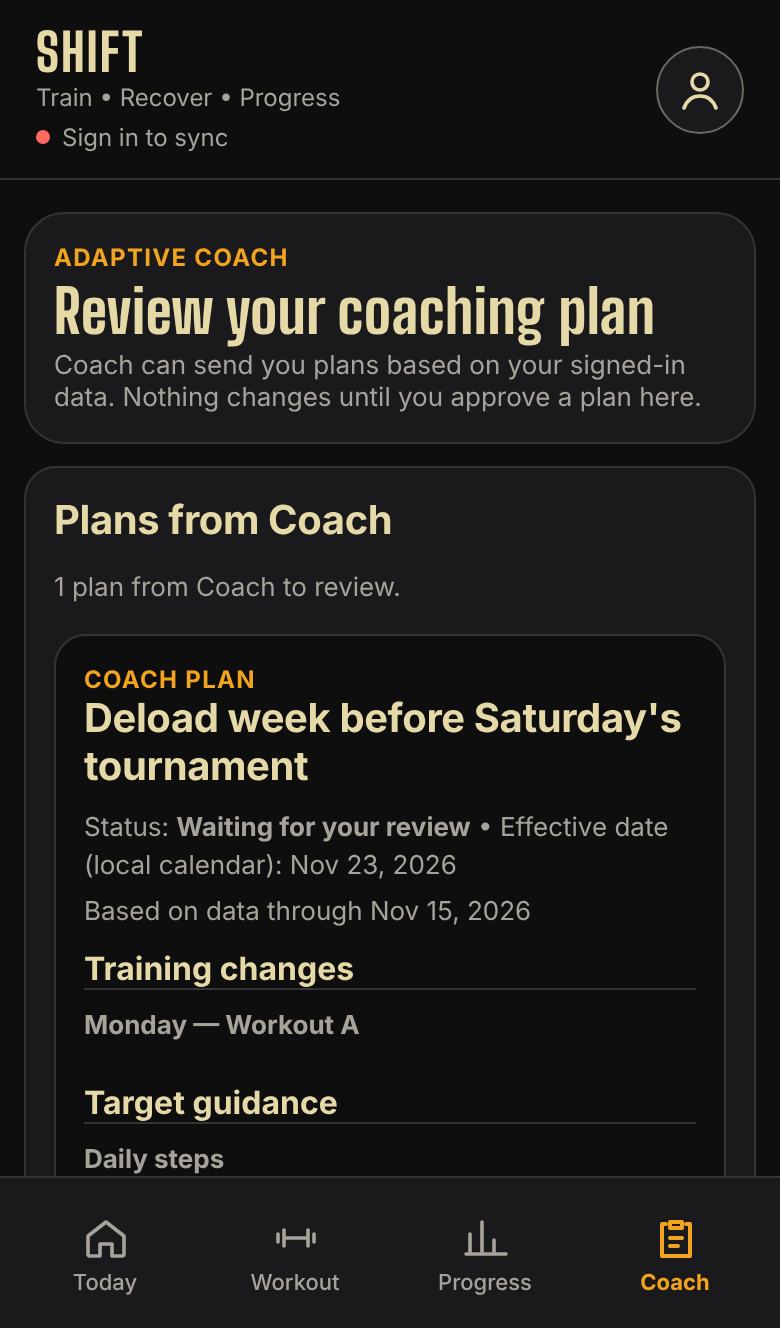 SHIFT
Train • Recover • Progress
Sign in to sync
ADAPTIVE COACH
Review your coaching plan
Coach can send you plans based on your signed-in
data. Nothing changes until you approve a plan here.
Plans from Coach
1 plan from Coach to review.
COACH PLAN
Deload week before Saturday's
tournament
Status: Waiting for your review • Effective date
(local calendar): Nov 23, 2026
Based on data through Nov 15, 2026
Training changes
Monday — Workout A
Target guidance
Daily steps
Today
Workout
Progress
Coach